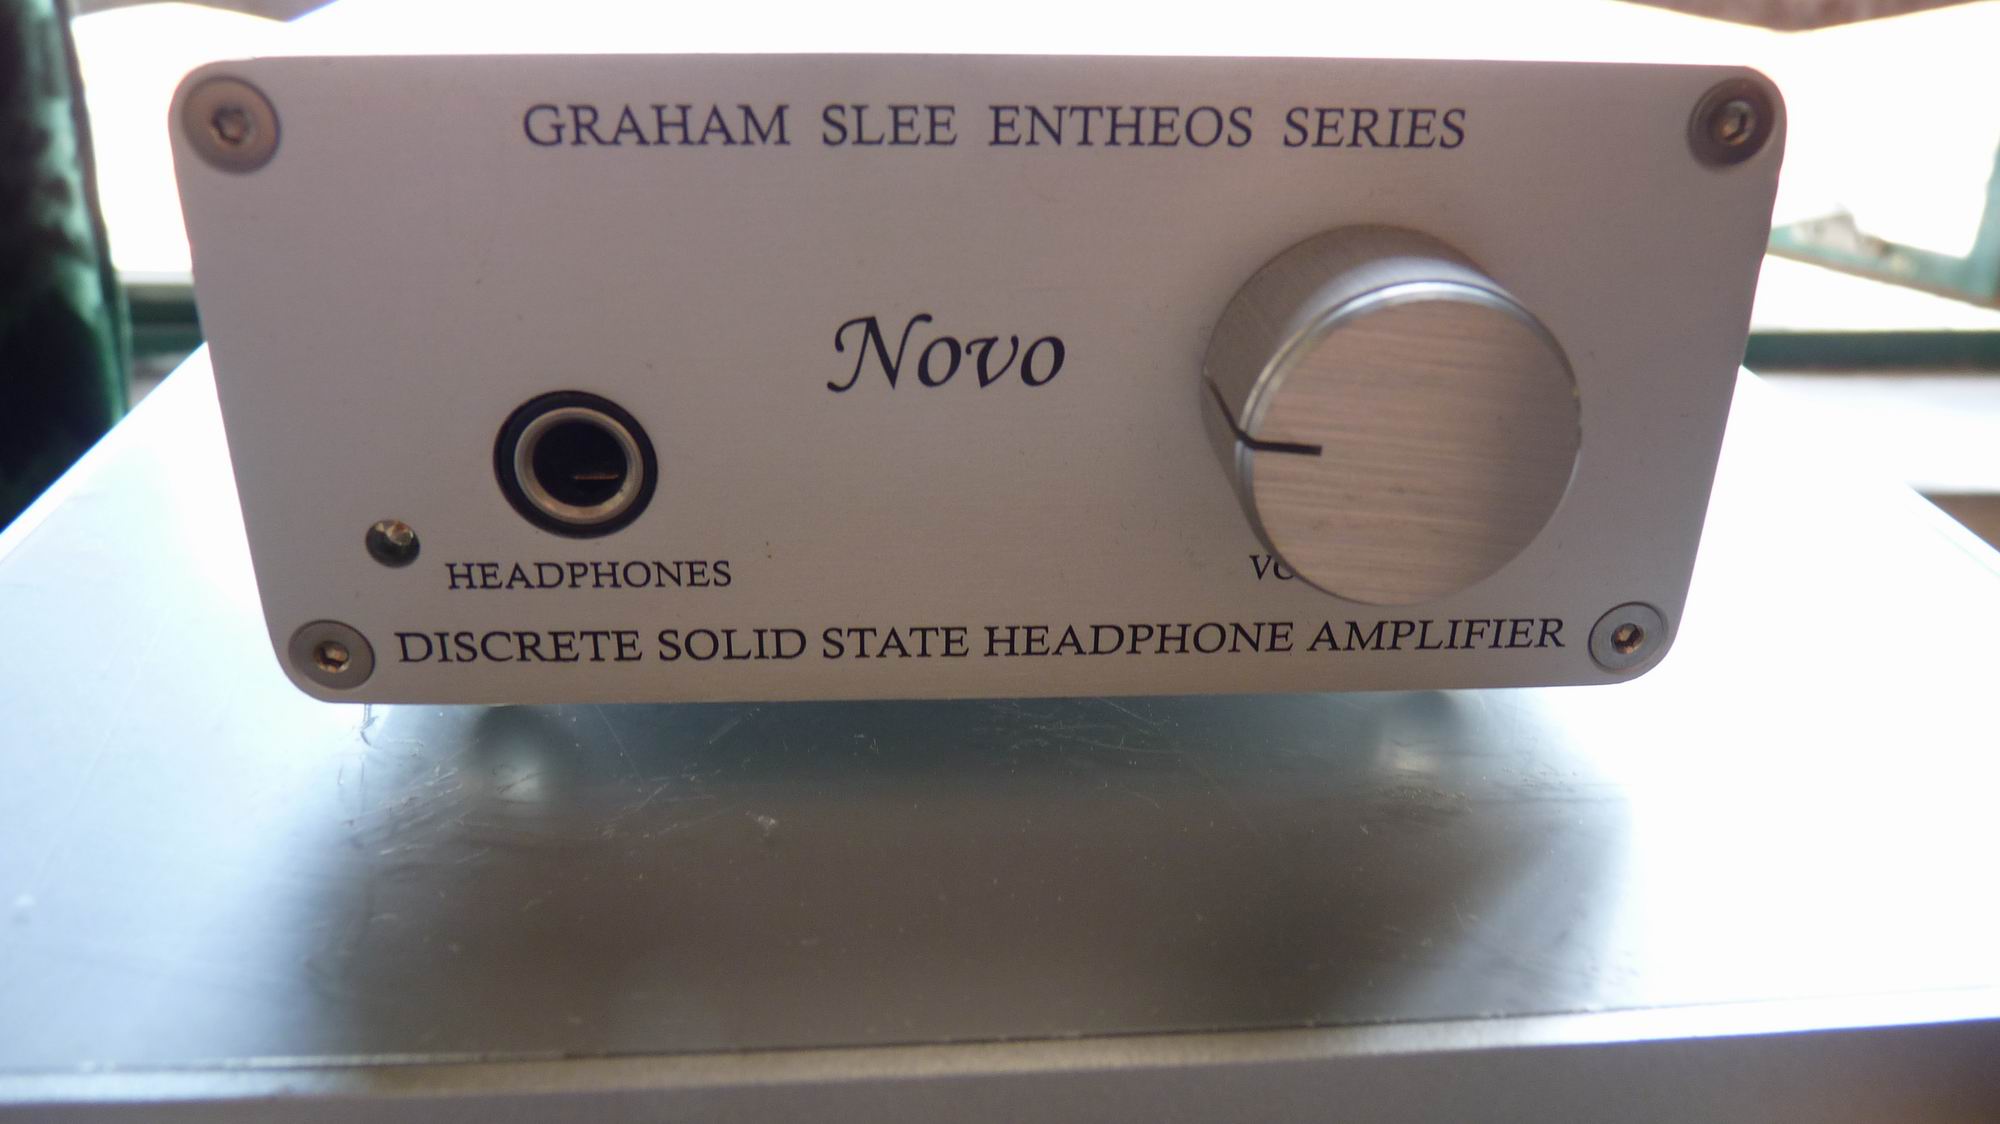 GRAHAM SLEE ENTHEOS SERIES
Novo
HEADPHONES
DISCRETE SOLID STATE HEADPHONE AMPLIFIER